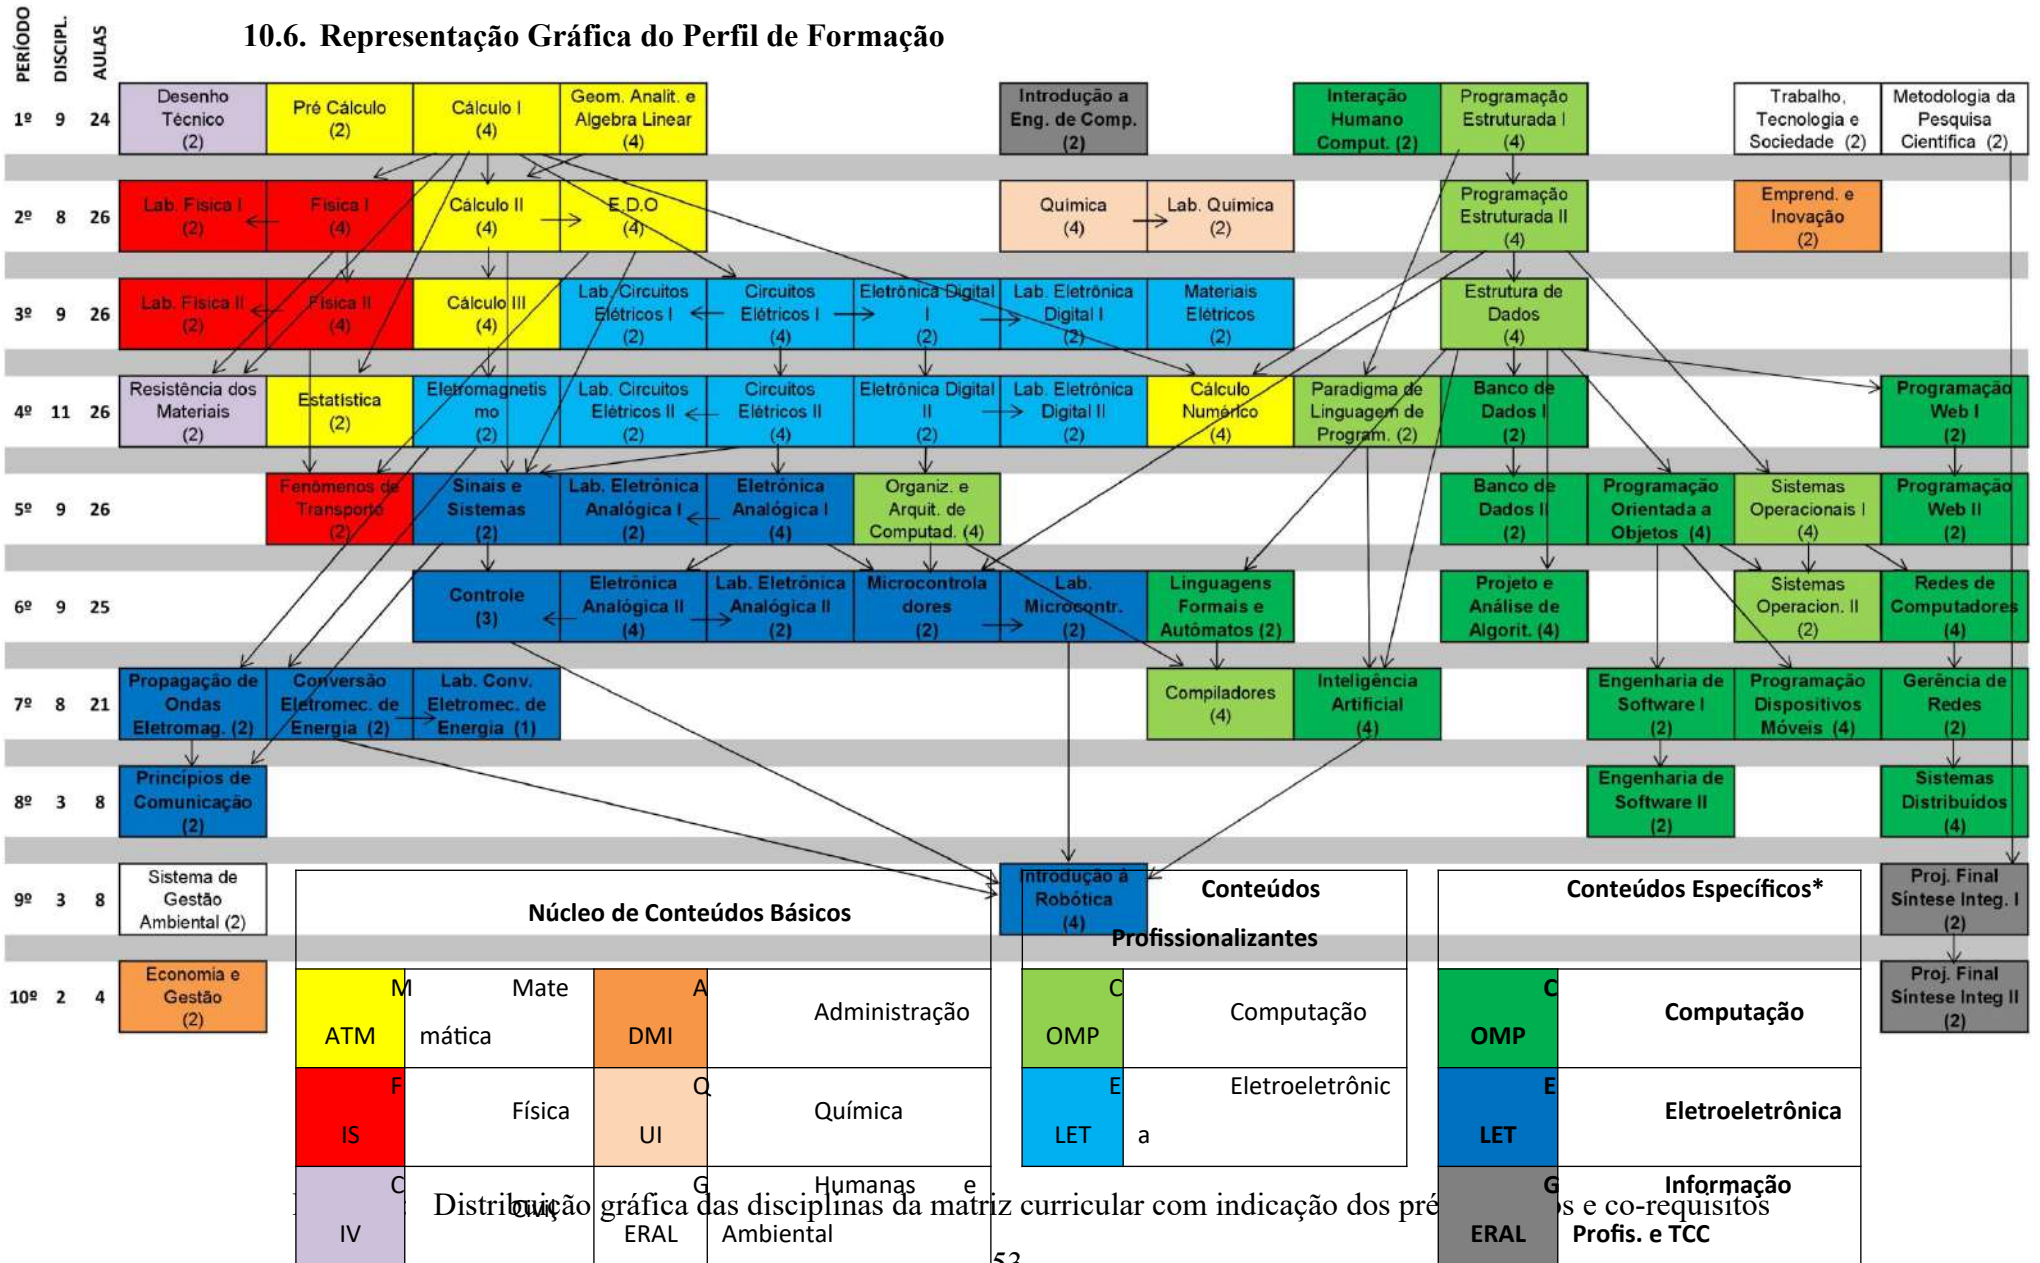 10.6. Representação Gráfica do Perfil de Formação
PERÍODO
DISCIPL.
AULAS
1º 9 24
Desenho
Técnico
(2)
Pré Cálculo
(2)
Cálculo I
(4)
Geom. Analit. e
Algebra Linear
(4)
Introdução a
Eng. de Comp.
(2)
Interação
Humano
Comput. (2)
Programação
Estruturada I
(4)
Trabalho,
Tecnologia e
Sociedade (2)
Metodologia da
Pesquisa
Científica (2)
2º 8 26
Lab. Física I
(2)
Física I
(4)
Cálculo II
(4)
E.D.O
(4)
Química
(4)
Lab. Química
(2)
Programação
Estruturada II
(4)
Emprend. e
Inovação
(2)
3º 9 26
Lab. Física II
(2)
Física II
(4)
Cálculo III
(4)
Lab. Circuitos
Elétricos I
(2)
Circuitos
Elétricos I
(4)
Eletrônica Digital
I
(2)
Lab. Eletrônica
Digital I
(2)
Materiais
Elétricos
(2)
Estrutura de
Dados
(4)
4º 11 26
Resistência dos
Materiais
(2)
Estatística
(2)
Eletromagnetis
mo
(2)
Lab. Circuitos
Elétricos II
(2)
Circuitos
Elétricos II
(4)
Eletrônica Digital
II
(2)
Lab. Eletrônica
Digital II
(2)
Cálculo
Numérico
(4)
Paradigma de
Linguagem de
Program. (2)
Banco de
Dados I
(2)
Programação
Web I
(2)
5º 9 26
Fenômenos de
Transporte
(2)
Sinais e
Sistemas
(2)
Lab. Eletrônica
Analógica I
(2)
Eletrônica
Analógica I
(4)
Organiz. e
Arquit. de
Computad. (4)
Banco de
Dados II
(2)
Programação
Orientada a
Objetos (4)
Sistemas
Operacionais I
(4)
Programação
Web II
(2)
6º 9 25
Controle
(3)
Eletrônica
Analógica II
(4)
Lab. Eletrônica
Analógica II
(2)
Microcontrola
dores
(2)
Lab.
Microcontr.
(2)
Linguagens
Formais e
Autômatos (2)
Projeto e
Análise de
Algorit. (4)
Sistemas
Operacion. II
(2)
Redes de
Computadores
(4)
7º 8 21
Propagação de
Ondas
Eletromag. (2)
Conversão
Eletromec. de
Energia (2)
Lab. Conv.
Eletromec. de
Energia (1)
Compiladores
(4)
Inteligência
Artificial
(4)
Engenharia de
Software I
(2)
Programação
Dispositivos
Móveis (4)
Gerência de
Redes
(2)
8º 3 8
Princípios de
Comunicação
(2)
Engenharia de
Software II
(2)
Sistemas
Distribuídos
(4)
9º 3 8
Sistema de
Gestão
Ambiental (2)
Introdução à
Robótica
(4)
Proj. Final
Síntese Integ. I
(2)
10º 2 4
Economia e
Gestão
(2)
Proj. Final
Síntese Integ II
(2)
Núcleo de Conteúdos Básicos
M
ATM
Mate
mática
A
DMI
Administração
F
IS
Física
Q
UI
Química
C
IV
Civil
G
ERAL
Humanas e
Ambiental
Conteúdos
Profissionalizantes
C
OMP
Computação
E
LET
Eletroeletrônic
a
Conteúdos Específicos*
C
OMP
Computação
E
LET
Eletroeletrônica
G
ERAL
Informação
Profis. e TCC
Distribuição gráfica das disciplinas da matriz curricular com indicação dos pré e co-requisitos
53